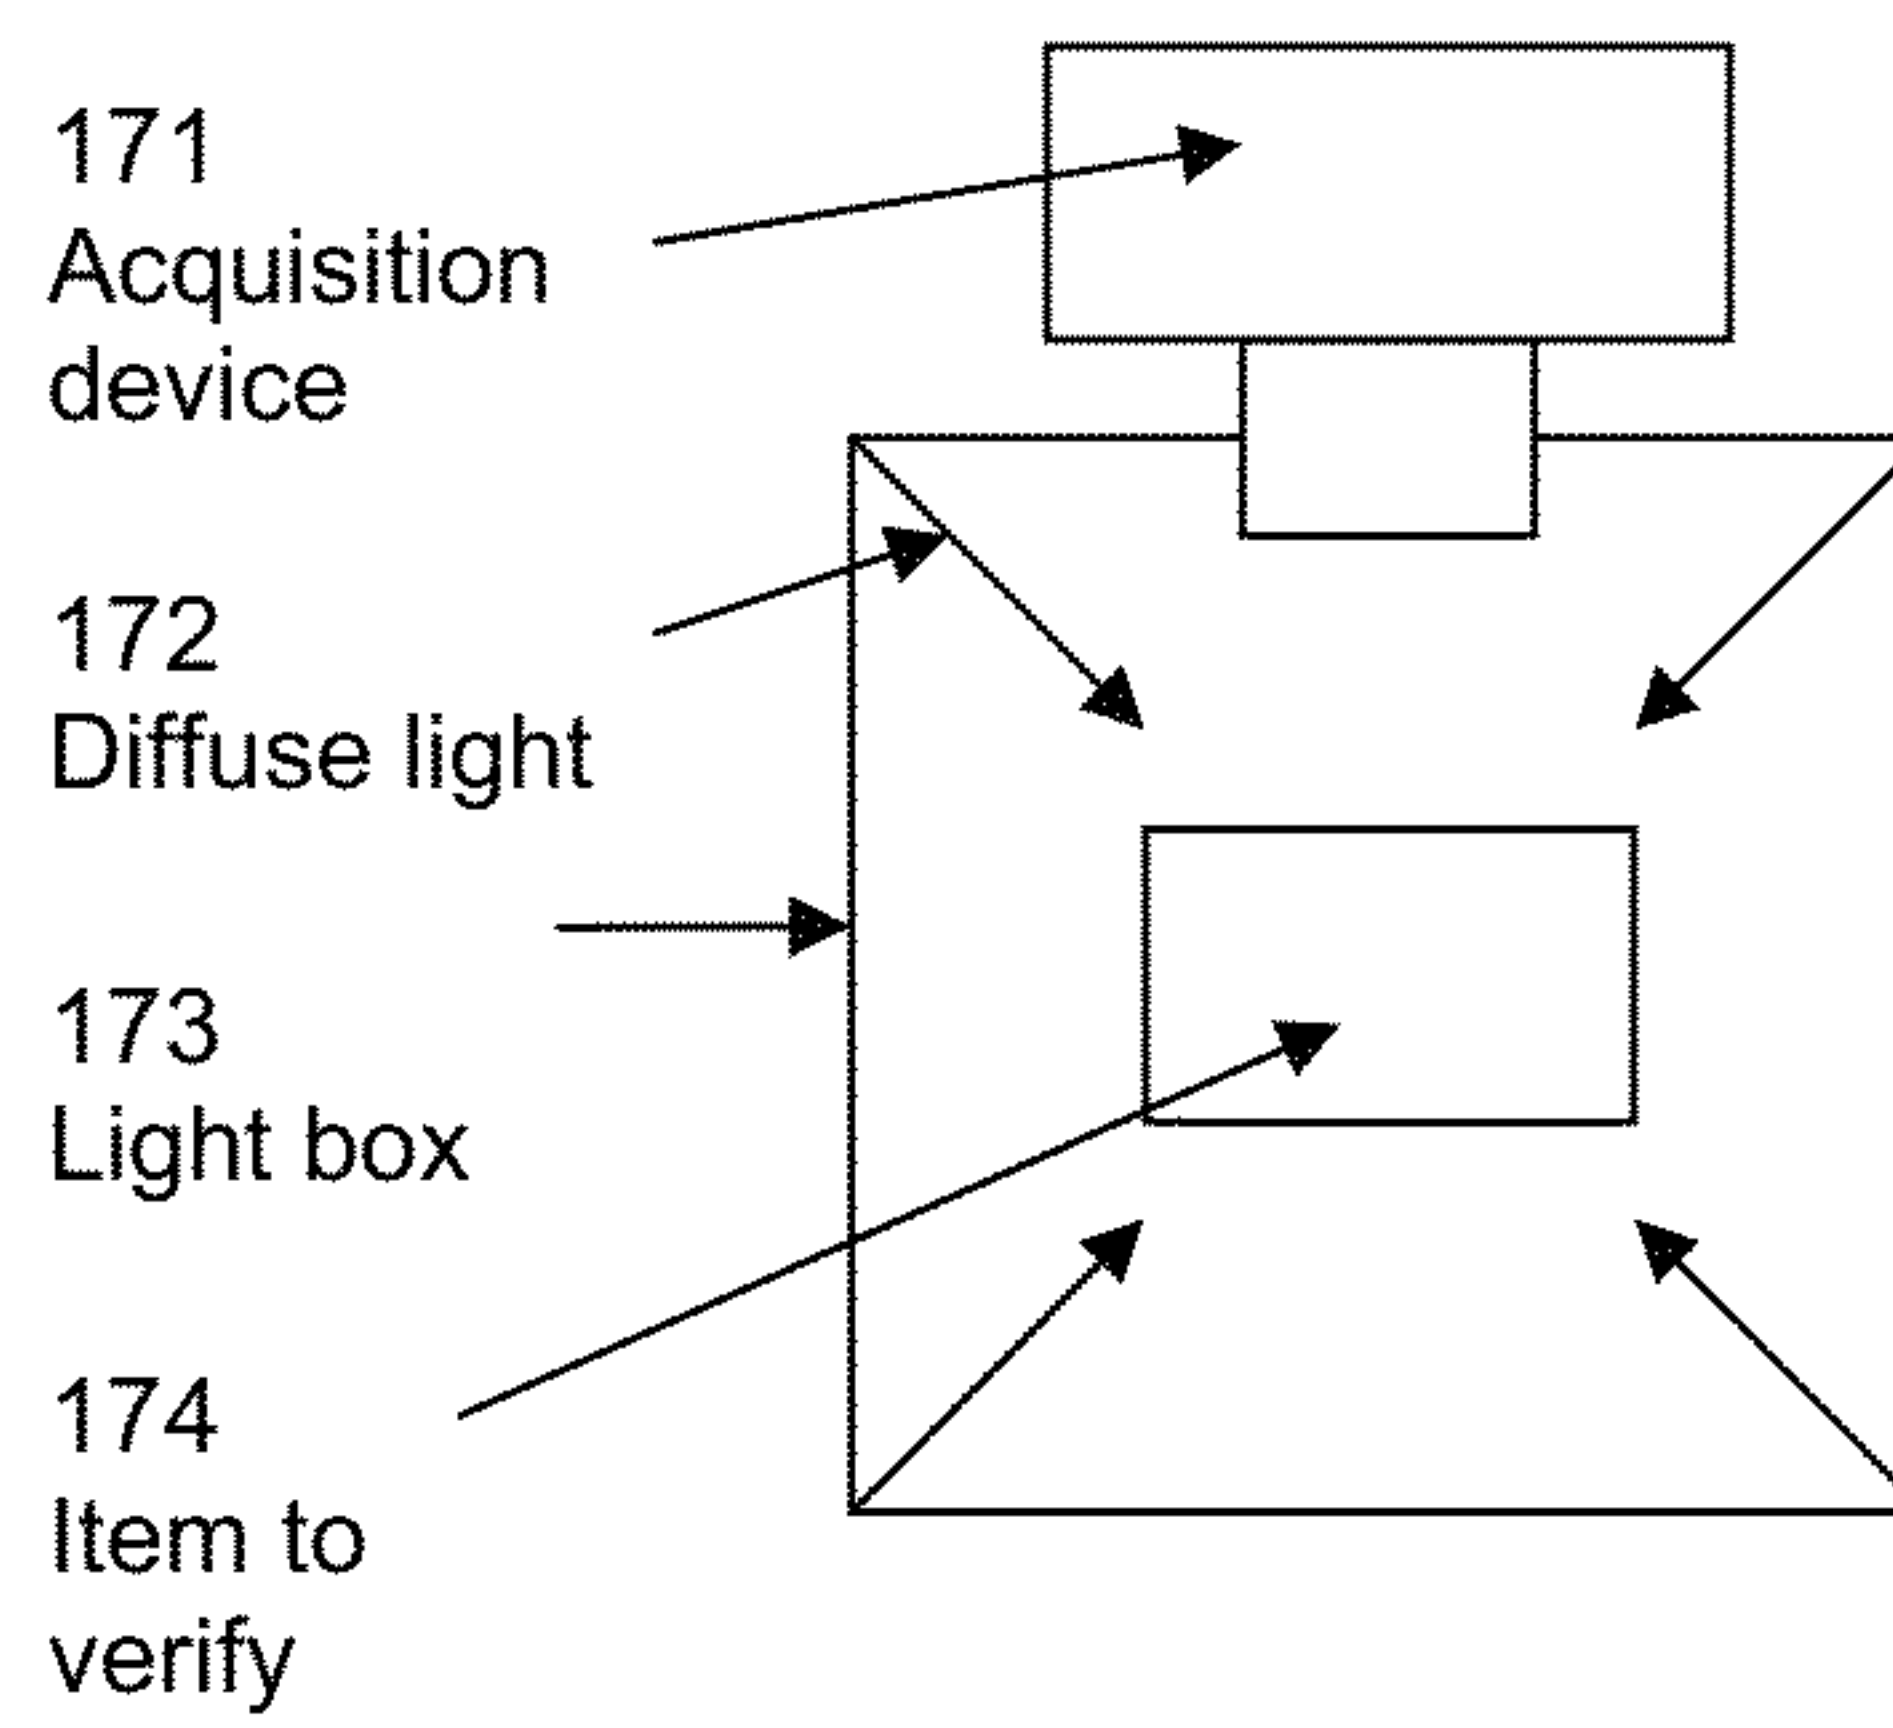 171
Acquisition
device
172
Diffuse light
173
Light box
174
Item to
verify